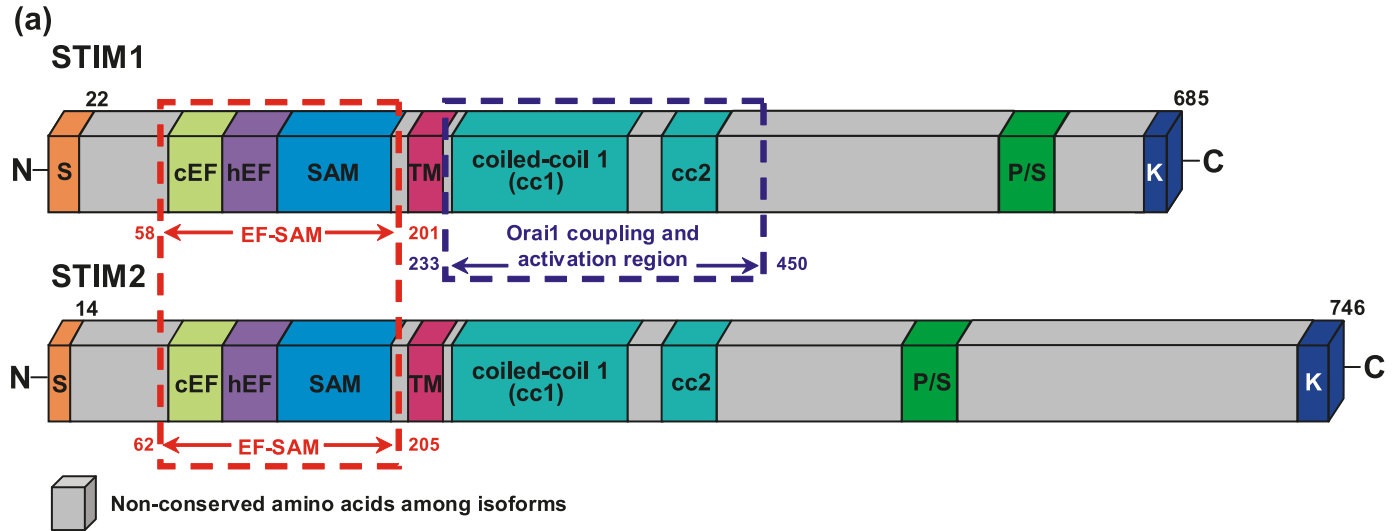 (a)
STIM1
22
685
N
S
cEF
hEF
SAM
TM
coiled-coil 1
(cc1)
cc2
P/S
K
C
58
EF-SAM
201
Orai1 coupling and
activation region
233
450
STIM2
14
746
N
S
cEF
hEF
SAM
TM
coiled-coil 1
(cc1)
cc2
P/S
K
C
62
EF-SAM
205
Non-conserved amino acids among isoforms